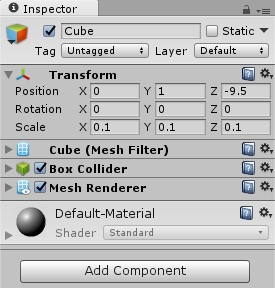 Inspector
Cube Static
Tag Untagged Layer Default
Transform
Position X 0 Y 1 Z -9.5
Rotation X 0 Y 0 Z 0
Scale X 0.1 Y 0.1 Z 0.1
Cube (Mesh Filter)
Box Collider
Mesh Renderer
Default-Material
Shader Standard
Add Component